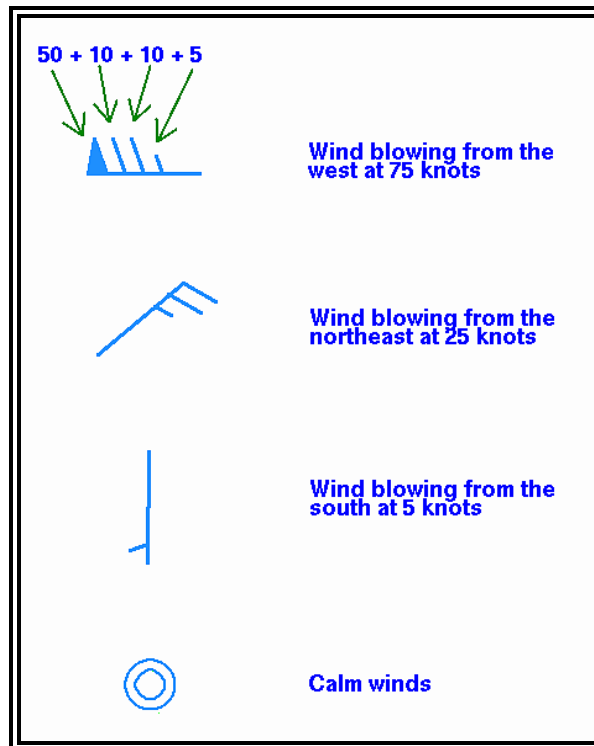 50 + 10 + 10 + 5
Wind blowing from the
west at 75 knots
Wind blowing from the
northeast at 25 knots
Wind blowing from the
south at 5 knots
Calm winds